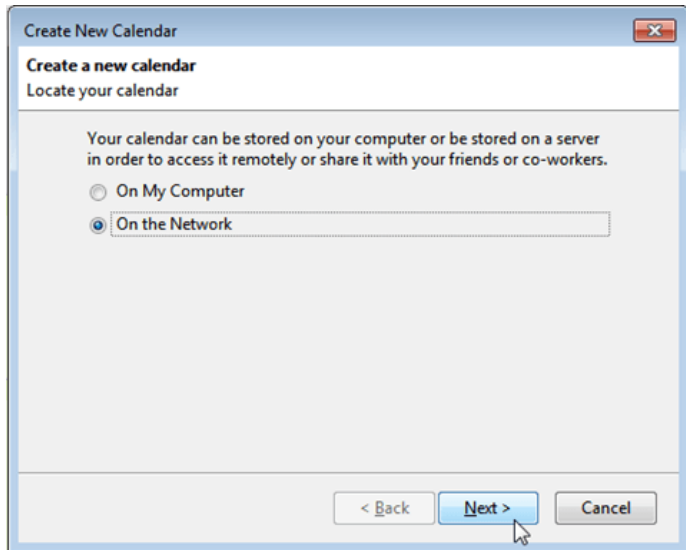 Create New Calendar
Create a new calendar
Locate your calendar
Your calendar can be stored on your computer or be stored on a server
in order to access it remotely or share it with your friends or co-workers.
On My Computer
On the Network
< Back Next > Cancel